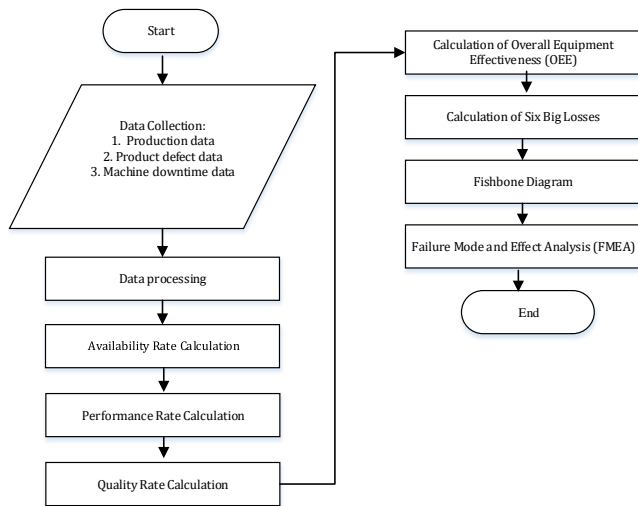 Start
Data Collection:
1. Production data
2. Product defect data
3. Machine downtime data
Data processing
Availability Rate Calculation
Performance Rate Calculation
Quality Rate Calculation
Calculation of Overall Equipment
Effectiveness (OEE)
Calculation of Six Big Losses
Fishbone Diagram
Failure Mode and Effect Analysis (FMEA)
End